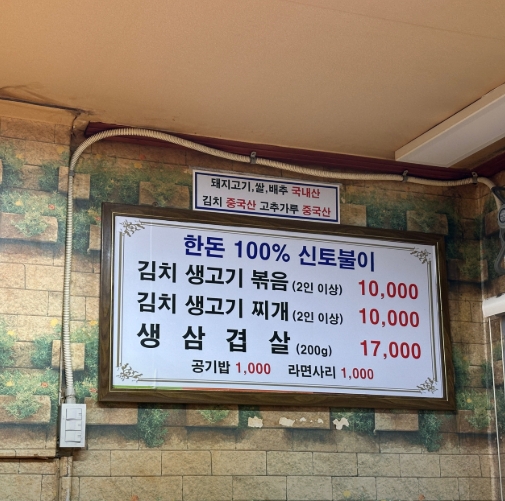 돼지고기,쌀,배추 국내산
김치 중국산 고추가루 중국산
한돈 100% 신토불이
김치 생고기 볶음 (2인 이상) 10,000
김치 생고기 찌개 (2인 이상) 10,000
생 삼 겹 살 (200g) 17,000
공기밥 1,000 라면사리 1,000